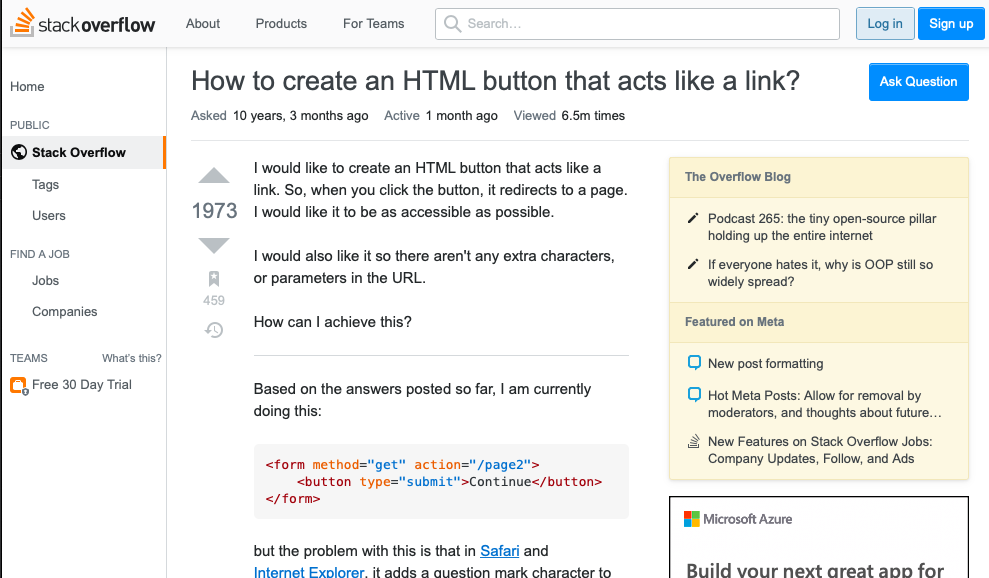 stackoverflow
About
Products
For Teams
Search…
Log in
Sign up
Home
PUBLIC
Stack Overflow
Tags
Users
FIND A JOB
Jobs
Companies
TEAMS
What's this?
Free 30 Day Trial
How to create an HTML button that acts like a link?
Ask Question
Asked 10 years, 3 months ago Active 1 month ago Viewed 6.5m times
1973
459
I would like to create an HTML button that acts like a
link. So, when you click the button, it redirects to a page.
I would like it to be as accessible as possible.
I would also like it so there aren't any extra characters,
or parameters in the URL.
How can I achieve this?
Based on the answers posted so far, I am currently
doing this:
<form method="get" action="/page2">
    <button type="submit">Continue</button>
</form>
but the problem with this is that in Safari and
Internet Explorer, it adds a question mark character to
The Overflow Blog
Podcast 265: the tiny open-source pillar
holding up the entire internet
If everyone hates it, why is OOP still so
widely spread?
Featured on Meta
New post formatting
Hot Meta Posts: Allow for removal by
moderators, and thoughts about future…
New Features on Stack Overflow Jobs:
Company Updates, Follow, and Ads
Microsoft Azure
Build your next great app for